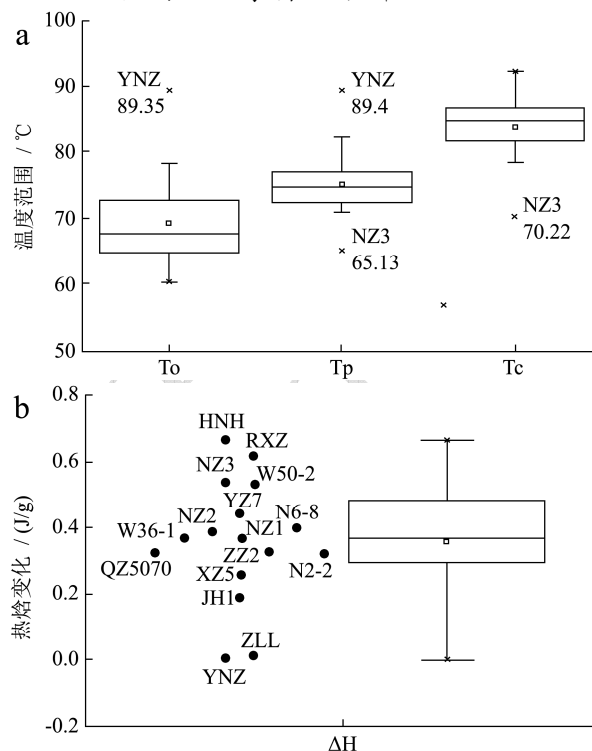 a
100
90
80
70
60
50
温度范围 / ℃
YNZ
89.35
YNZ
89.4
NZ3
65.13
NZ3
70.22
To
Tp
Tc
b
0.8
0.6
0.4
0.2
0.0
-0.2
热焓变化 / (J/g)
HNH
RXZ
NZ3
W50-2
YZ7
N6-8
NZ2
W36-1
NZ1
QZ5070
ZZ2
N2-2
XZ5
JH1
ZLL
YNZ
ΔH